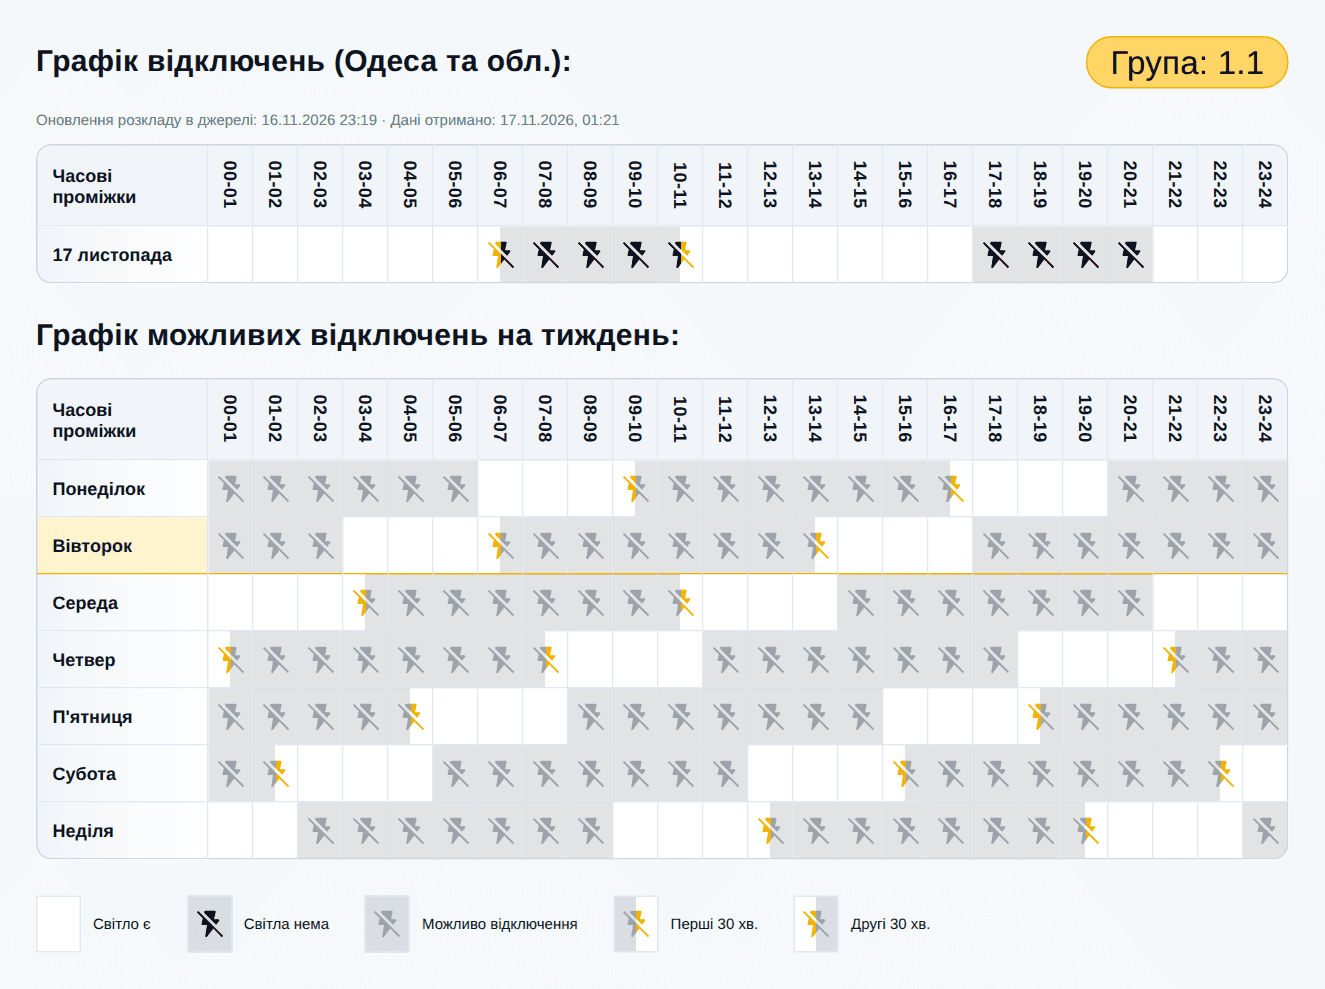 Графік відключень (Одеса та обл.):
Група: 1.1
Оновлення розкладу в джерелі: 16.11.2026 23:19 · Дані отримано: 17.11.2026, 01:21
Часові проміжки 00-01 01-02 02-03 03-04 04-05 05-06 06-07 07-08 08-09 09-10 10-11 11-12 12-13 13-14 14-15 15-16 16-17 17-18 18-19 19-20 20-21 21-22 22-23 23-24
17 листопада
Графік можливих відключень на тиждень:
Часові проміжки 00-01 01-02 02-03 03-04 04-05 05-06 06-07 07-08 08-09 09-10 10-11 11-12 12-13 13-14 14-15 15-16 16-17 17-18 18-19 19-20 20-21 21-22 22-23 23-24
Понеділок
Вівторок
Середа
Четвер
П'ятниця
Субота
Неділя
Світло є Світла нема Можливо відключення Перші 30 хв. Другі 30 хв.